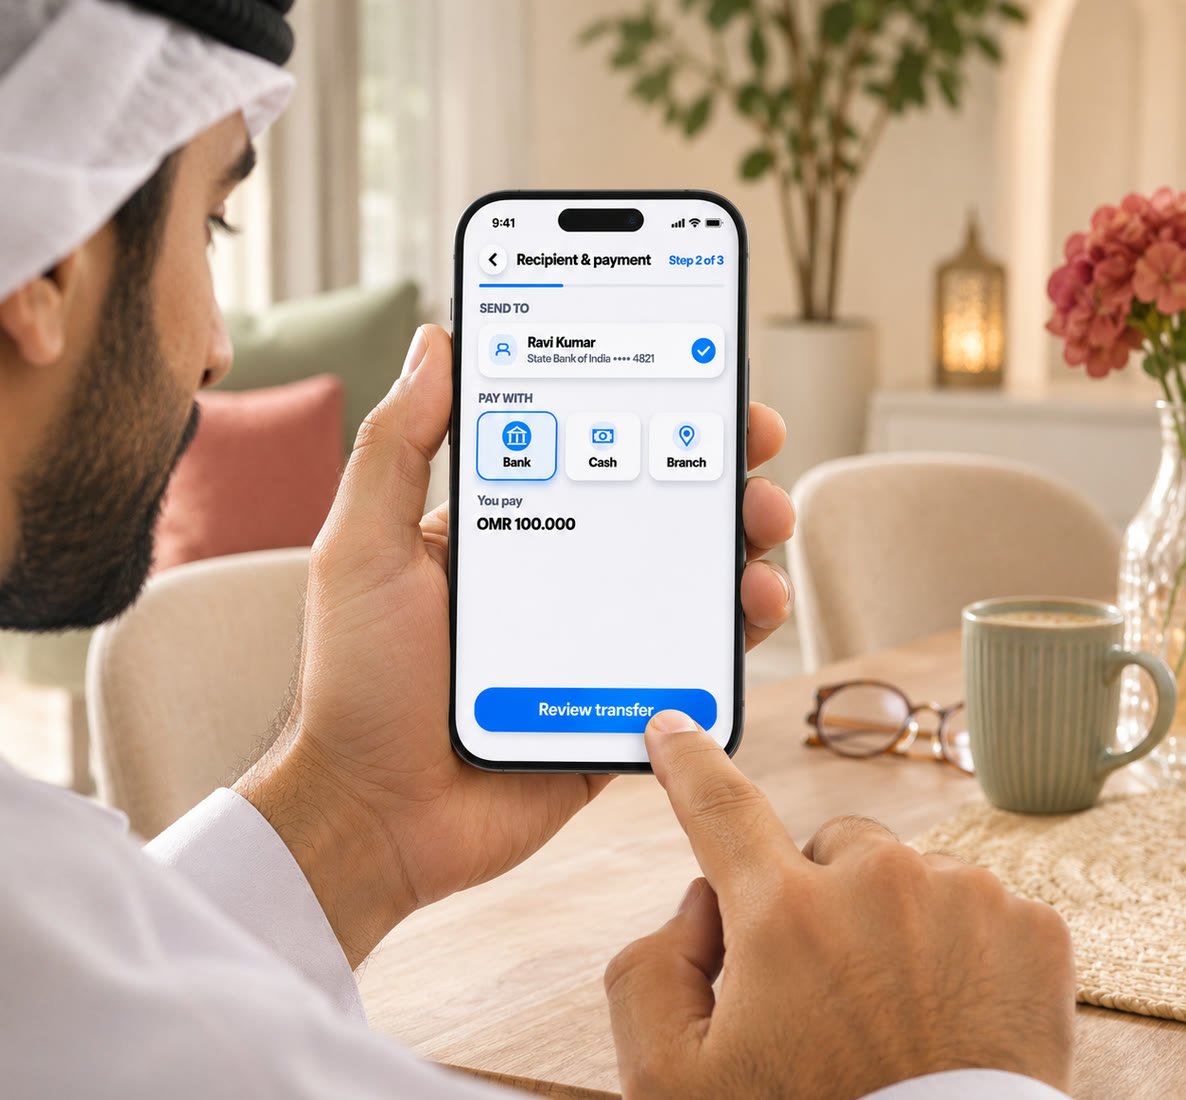 9:41
Recipient & payment
Step 2 of 3
SEND TO
Ravi Kumar
State Bank of India •••• 4821
PAY WITH
Bank
Cash
Branch
You pay
OMR 100.000
Review transfer